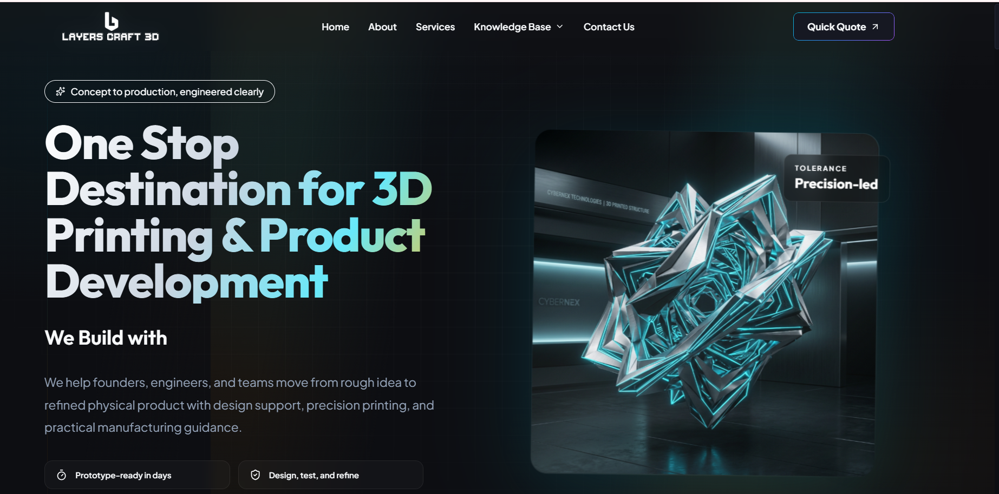 LAYERS CRAFT 3D
Home
About
Services
Knowledge Base
Contact Us
Quick Quote
Concept to production, engineered clearly
One Stop
Destination for 3D
Printing & Product
Development
We Build with
We help founders, engineers, and teams move from rough idea to
refined physical product with design support, precision printing, and
practical manufacturing guidance.
Prototype-ready in days
Design, test, and refine
TOLERANCE
Precision-led
CYBERNEX TECHNOLOGIES | 3D PRINTED STRUCTURE
CYBERNEX